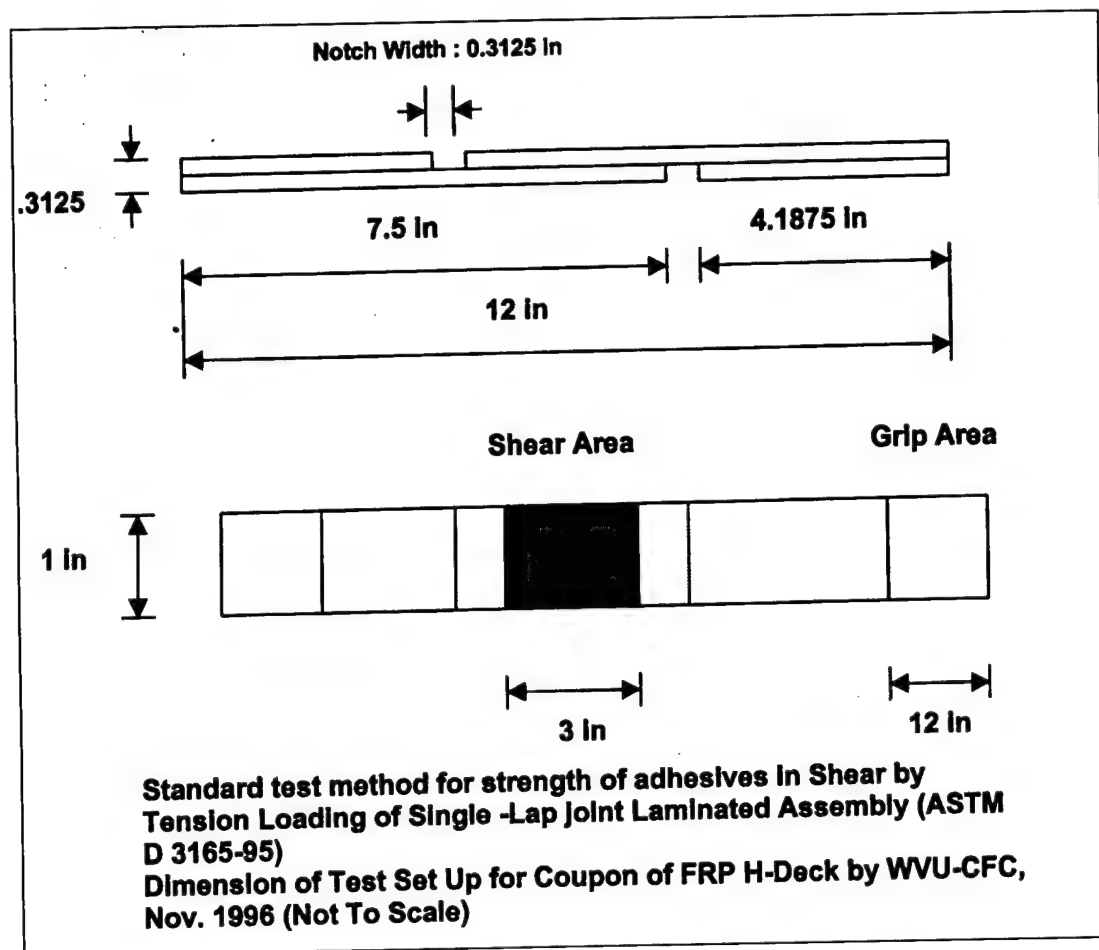 Notch Width : 0.3125 in
.3125
7.5 in
4.1875 in
12 in
Shear Area
Grip Area
1 in
3 in
12 in
Standard test method for strength of adhesives in Shear by
Tension Loading of Single -Lap joint Laminated Assembly (ASTM
D 3165-95)
Dimension of Test Set Up for Coupon of FRP H-Deck by WVU-CFC,
Nov. 1996 (Not To Scale)